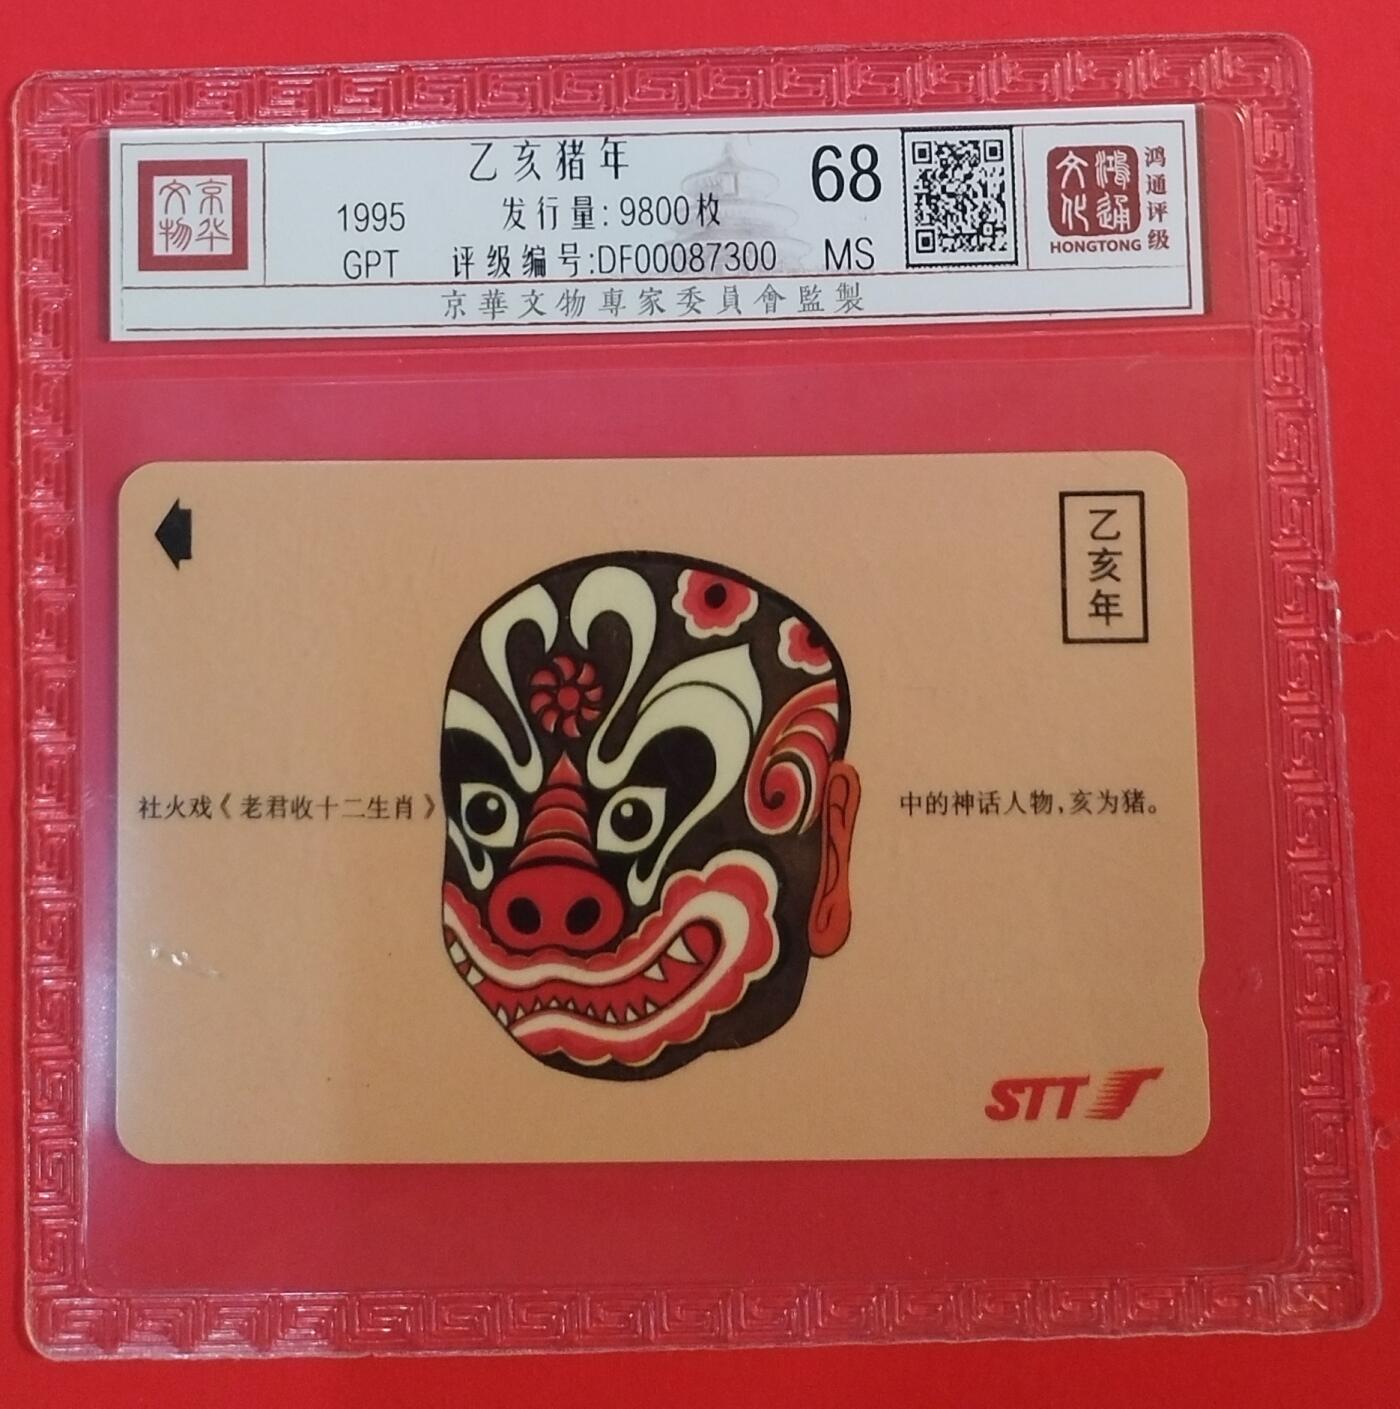 京华
文物
乙亥猪年
1995
发行量:9800枚
68
GPT
评级编号:DF00087300
MS
京華文物專家委員會監製
鸿通
文化
HONGTONG
鸿通评级
乙亥年
社火戏《老君收十二生肖》
中的神话人物,亥为猪。
STT